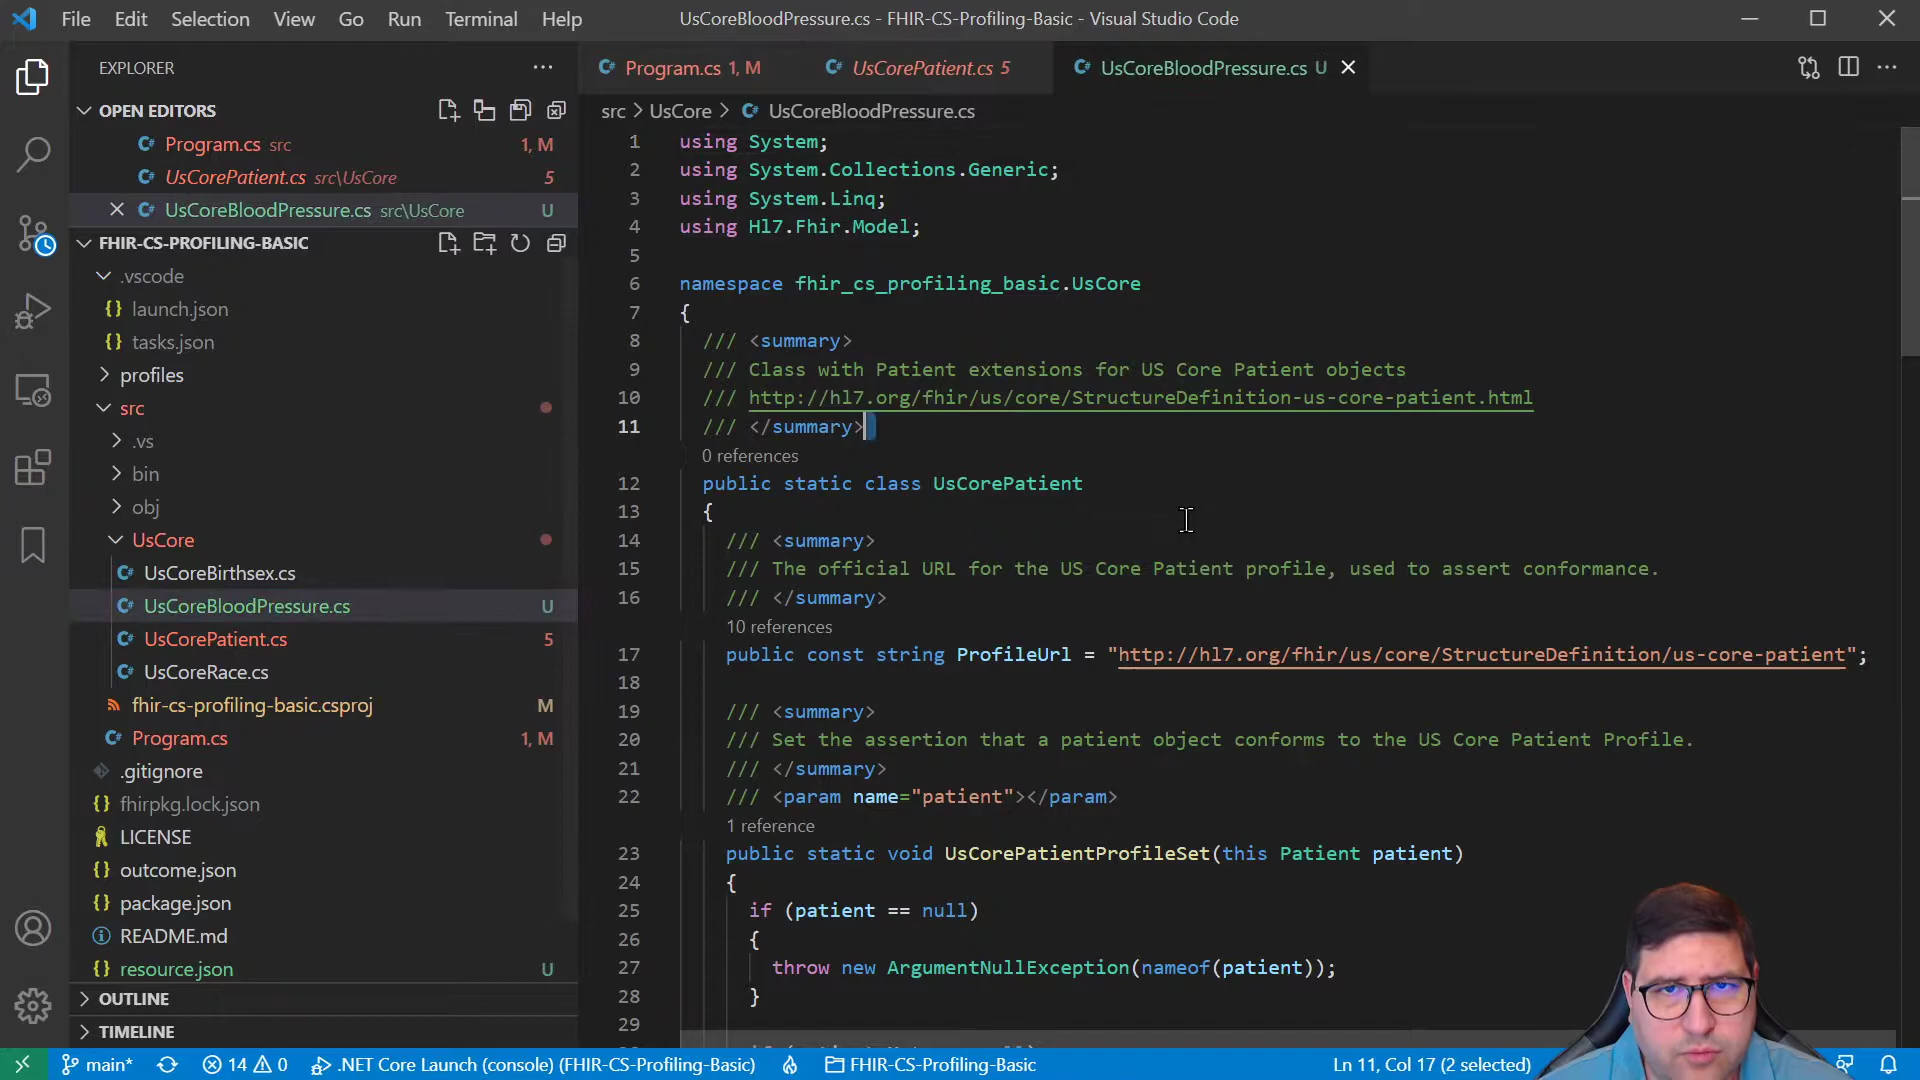 File Edit Selection View Go Run Terminal Help
UsCoreBloodPressure.cs - FHIR-CS-Profiling-Basic - Visual Studio Code
EXPLORER
OPEN EDITORS
Program.cs src 1, M
UsCorePatient.cs src\UsCore 5
UsCoreBloodPressure.cs src\UsCore U
FHIR-CS-PROFILING-BASIC
.vscode
launch.json
tasks.json
profiles
src
.vs
bin
obj
UsCore
UsCoreBirthsex.cs
UsCoreBloodPressure.cs U
UsCorePatient.cs 5
UsCoreRace.cs
fhir-cs-profiling-basic.csproj M
Program.cs 1, M
.gitignore
fhirpkg.lock.json
LICENSE
outcome.json
package.json
README.md
resource.json U
OUTLINE
TIMELINE
Program.cs 1, M
UsCorePatient.cs 5
UsCoreBloodPressure.cs U
src > UsCore > UsCoreBloodPressure.cs
1 using System;
2 using System.Collections.Generic;
3 using System.Linq;
4 using Hl7.Fhir.Model;
5
6 namespace fhir_cs_profiling_basic.UsCore
7 {
8 /// <summary>
9 /// Class with Patient extensions for US Core Patient objects
10 /// http://hl7.org/fhir/us/core/StructureDefinition-us-core-patient.html
11 /// </summary>
0 references
12 public static class UsCorePatient
13 {
14 /// <summary>
15 /// The official URL for the US Core Patient profile, used to assert conformance.
16 /// </summary>
10 references
17 public const string ProfileUrl = "http://hl7.org/fhir/us/core/StructureDefinition/us-core-patient";
18
19 /// <summary>
20 /// Set the assertion that a patient object conforms to the US Core Patient Profile.
21 /// </summary>
22 /// <param name="patient"></param>
1 reference
23 public static void UsCorePatientProfileSet(this Patient patient)
24 {
25 if (patient == null)
26 {
27 throw new ArgumentNullException(nameof(patient));
28 }
29
main* 14 0 .NET Core Launch (console) (FHIR-CS-Profiling-Basic) FHIR-CS-Profiling-Basic Ln 11, Col 17 (2 selected)